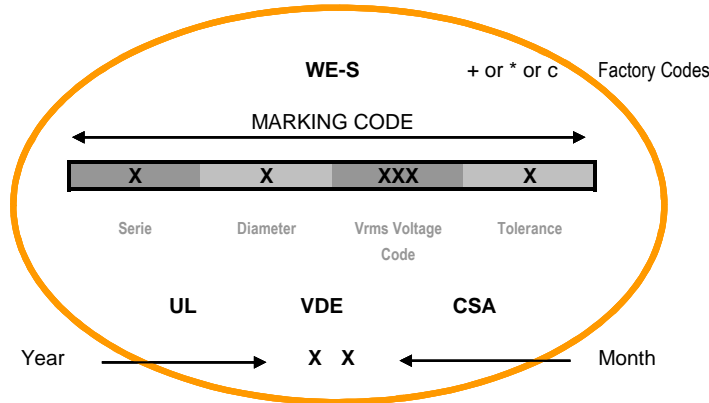 WE-S + or * or c Factory Codes
MARKING CODE
X X XXX X
Serie Diameter Vrms Voltage Tolerance
Code
UL VDE CSA
Year X X Month